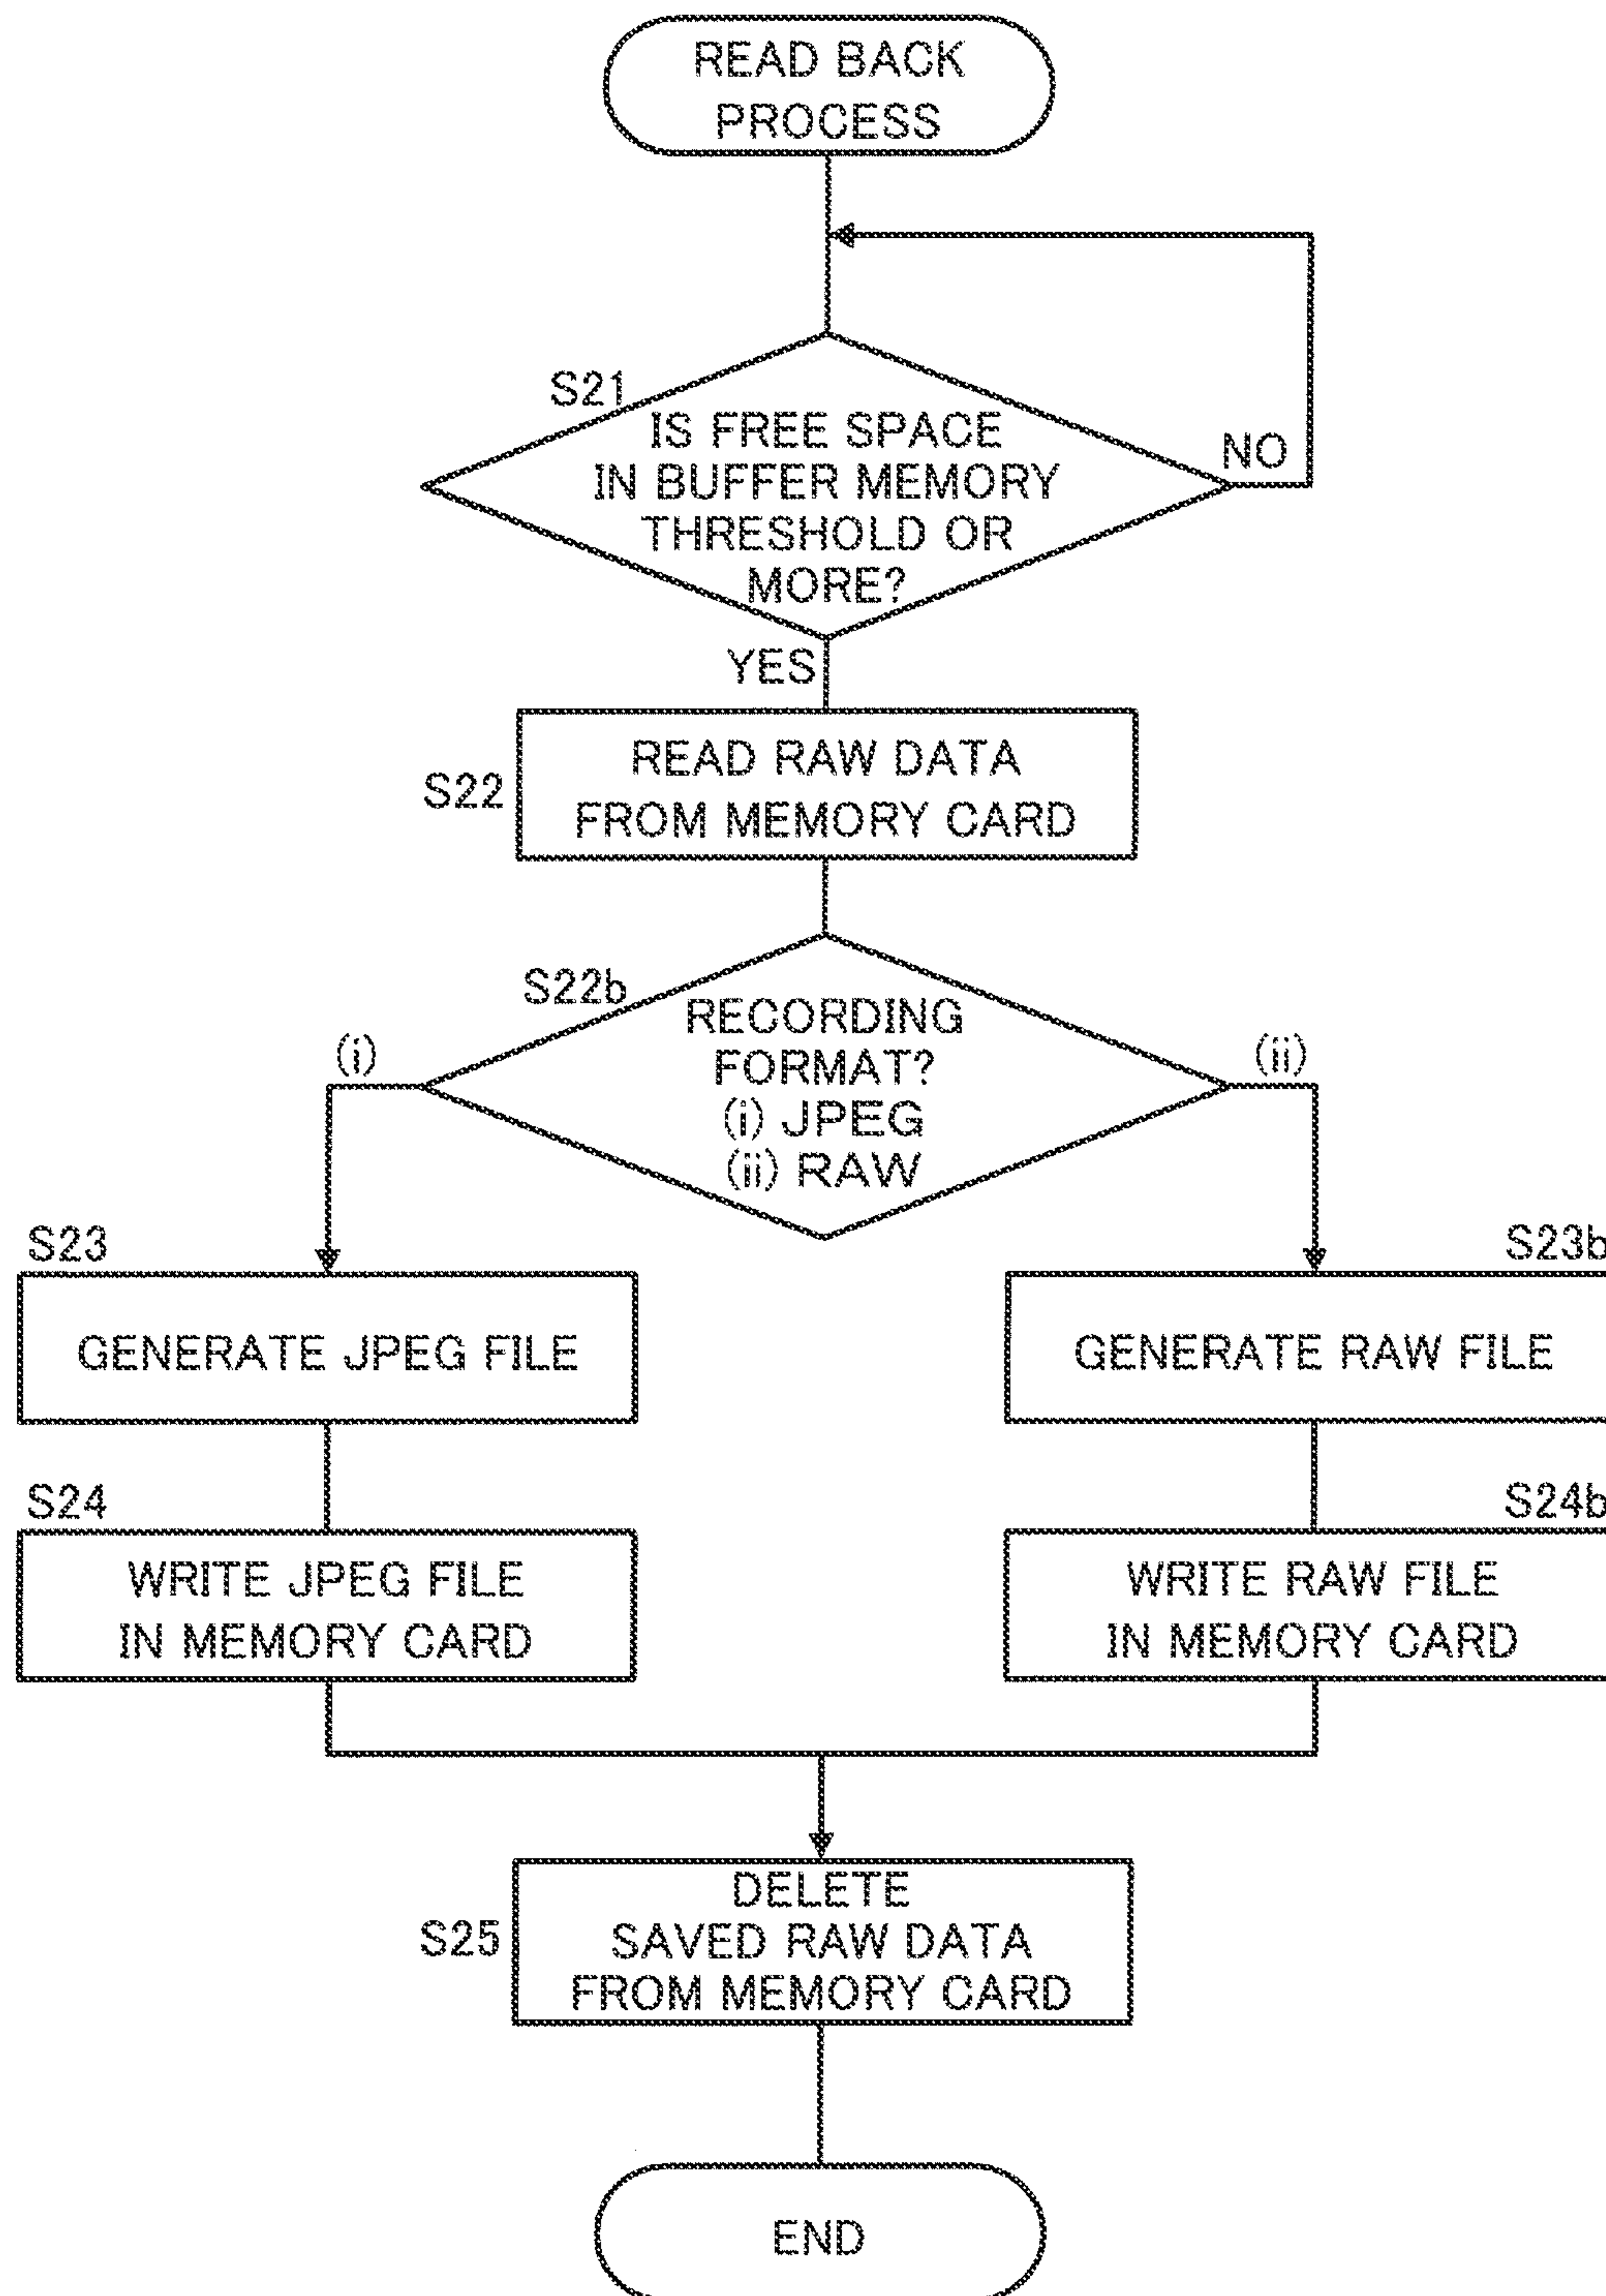 READ BACK
PROCESS
S21
IS FREE SPACE
IN BUFFER MEMORY
THRESHOLD OR
MORE?
NO
YES
S22
READ RAW DATA
FROM MEMORY CARD
S22b
RECORDING
FORMAT?
(i) JPEG
(ii) RAW
(i)
(ii)
S23
GENERATE JPEG FILE
S23b
GENERATE RAW FILE
S24
WRITE JPEG FILE
IN MEMORY CARD
S24b
WRITE RAW FILE
IN MEMORY CARD
S25
DELETE
SAVED RAW DATA
FROM MEMORY CARD
END